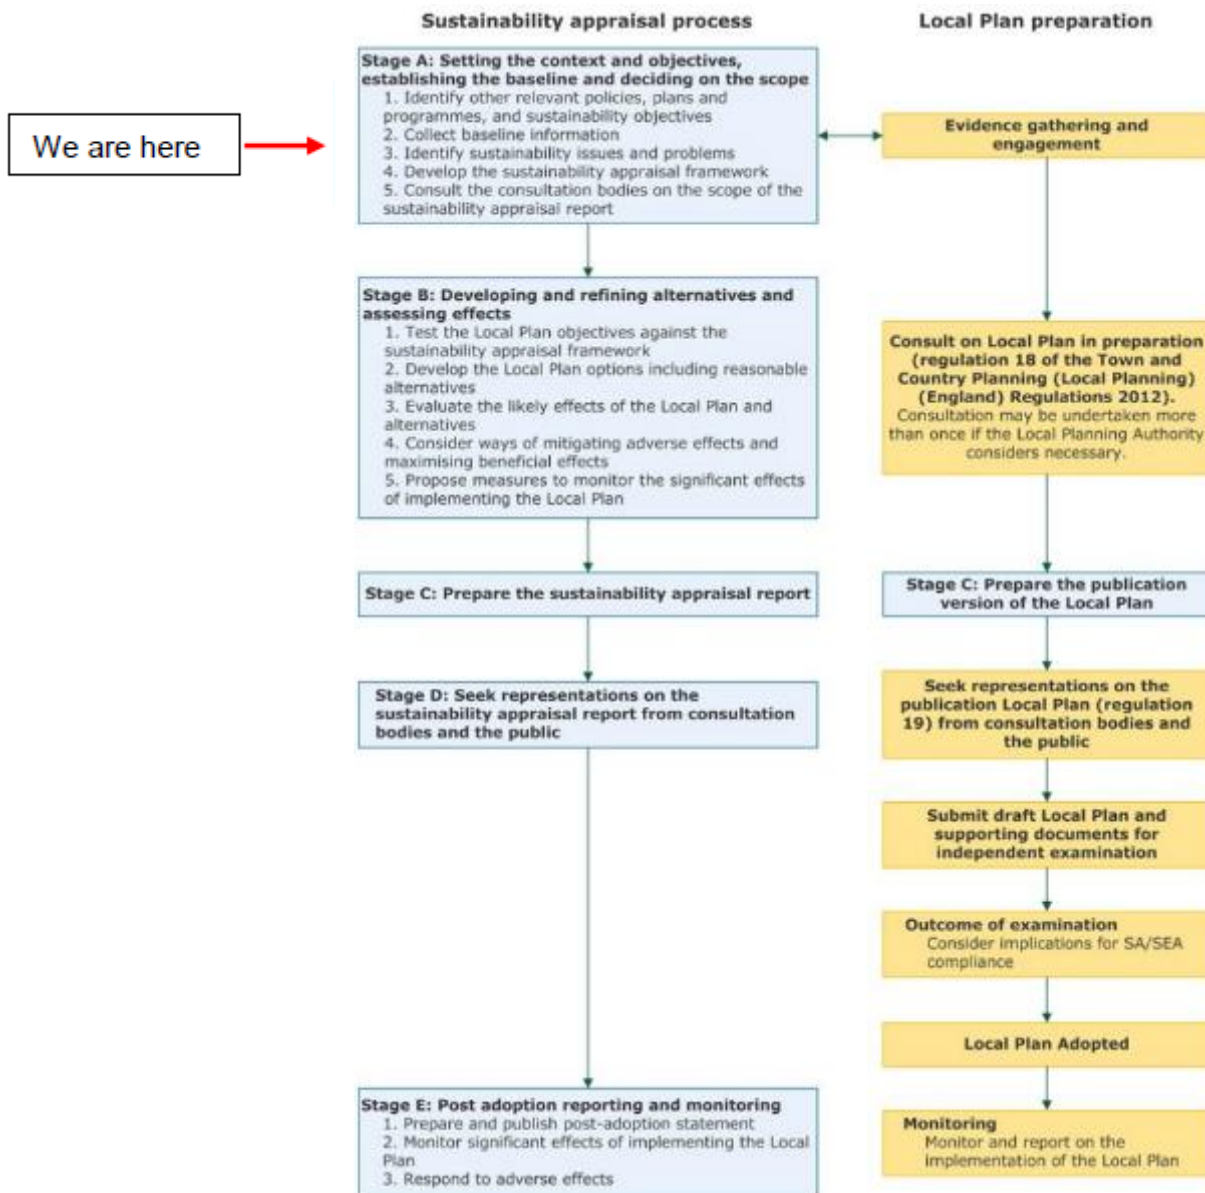 Sustainability appraisal process
Local Plan preparation
We are here
Stage A: Setting the context and objectives,
establishing the baseline and deciding on the scope
1. Identify other relevant policies, plans and
programmes, and sustainability objectives
2. Collect baseline information
3. Identify sustainability issues and problems
4. Develop the sustainability appraisal framework
5. Consult the consultation bodies on the scope of the
sustainability appraisal report
Evidence gathering and
engagement
Stage B: Developing and refining alternatives and
assessing effects
1. Test the Local Plan objectives against the
sustainability appraisal framework
2. Develop the Local Plan options including reasonable
alternatives
3. Evaluate the likely effects of the Local Plan and
alternatives
4. Consider ways of mitigating adverse effects and
maximising beneficial effects
5. Propose measures to monitor the significant effects
of implementing the Local Plan
Consult on Local Plan in preparation
(regulation 18 of the Town and
Country Planning (Local Planning)
(England) Regulations 2012).
Consultation may be undertaken more
than once if the Local Planning Authority
considers necessary.
Stage C: Prepare the sustainability appraisal report
Stage C: Prepare the publication
version of the Local Plan
Stage D: Seek representations on the
sustainability appraisal report from consultation
bodies and the public
Seek representations on the
publication Local Plan (regulation
19) from consultation bodies and
the public
Submit draft Local Plan and
supporting documents for
independent examination
Outcome of examination
Consider implications for SA/SEA
compliance
Local Plan Adopted
Stage E: Post adoption reporting and monitoring
1. Prepare and publish post-adoption statement
2. Monitor significant effects of implementing the Local
Plan
3. Respond to adverse effects
Monitoring
Monitor and report on the
implementation of the Local Plan